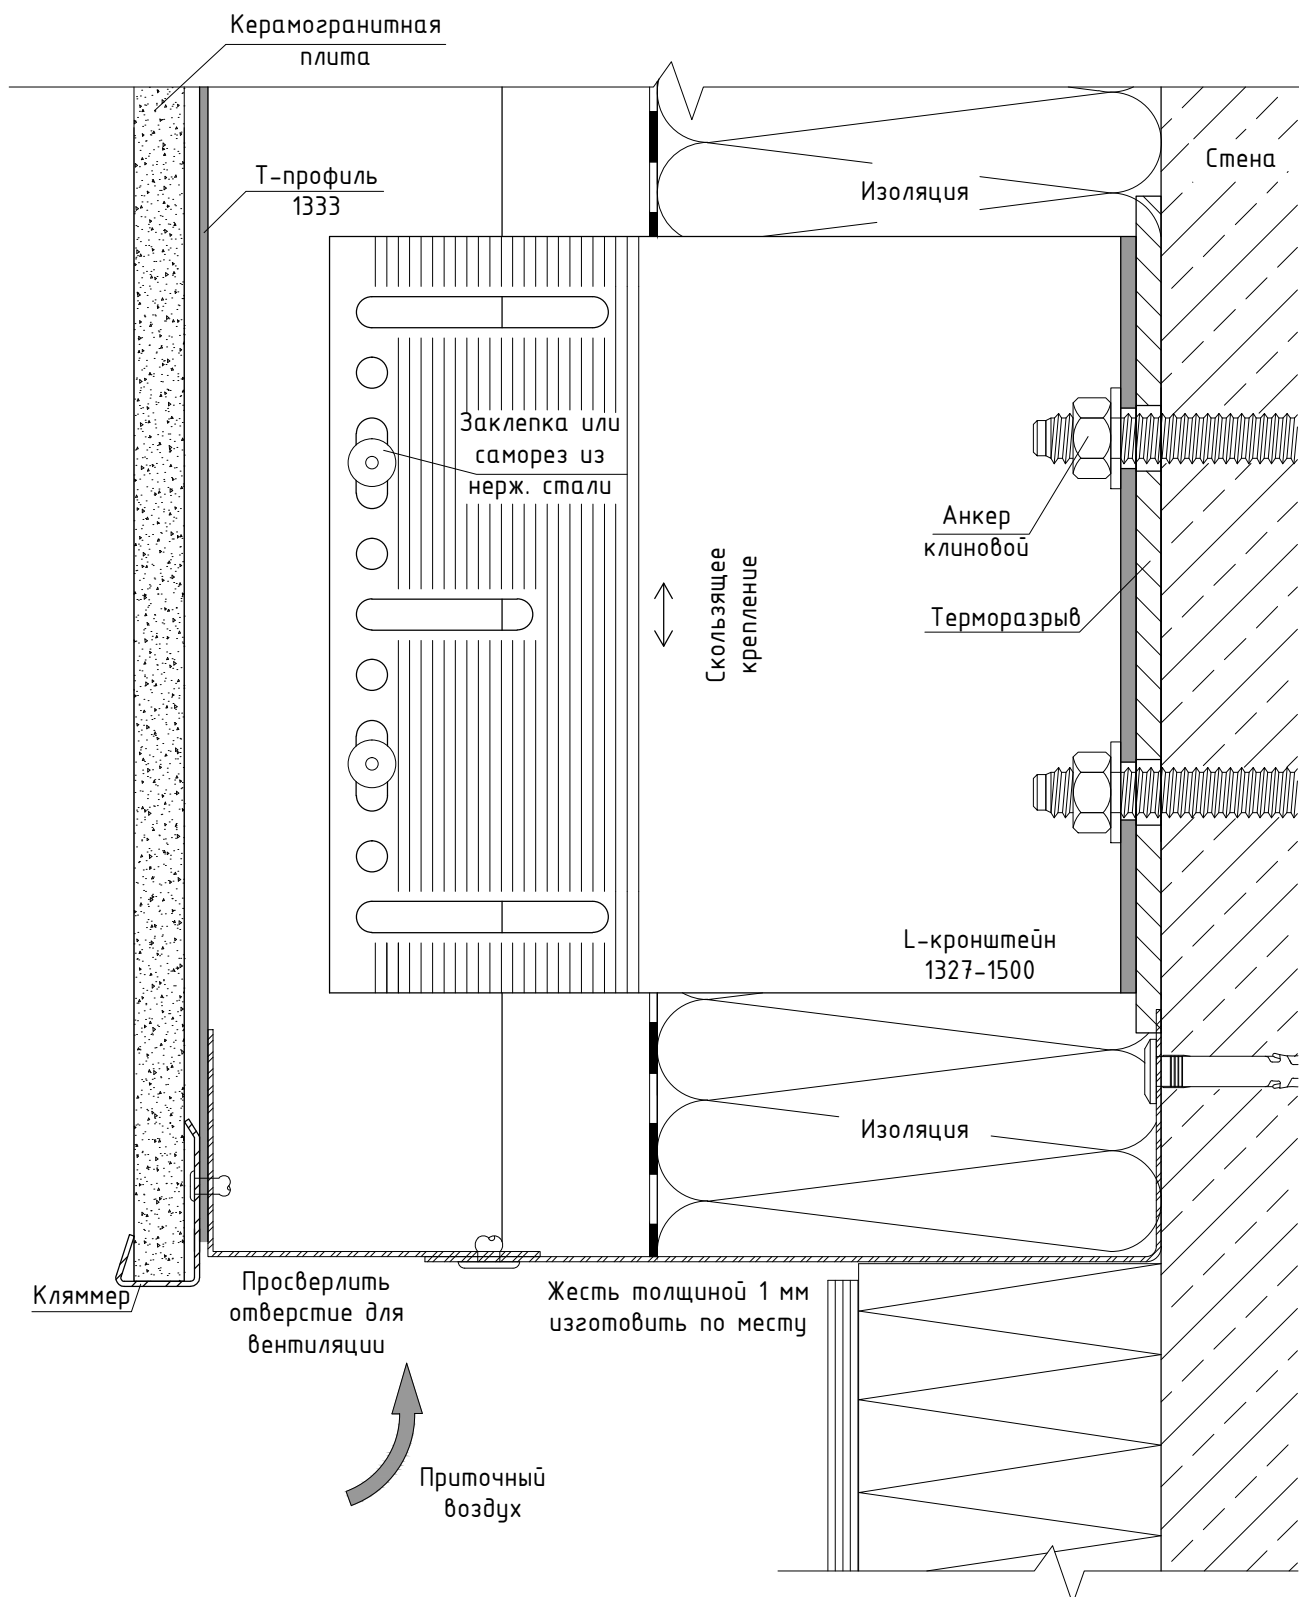 Керамогранитная
плита
Стена
Т-профиль
1333
Изоляция
Заклепка или
саморез из
нерж. стали
Анкер
клиновой
Скользящее
крепление
Терморазрыв
L-кронштейн
1327-1500
Изоляция
Кляммер
Просверлить
отверстие для
вентиляции
Жесть толщиной 1 мм
изготовить по месту
Приточный
воздух